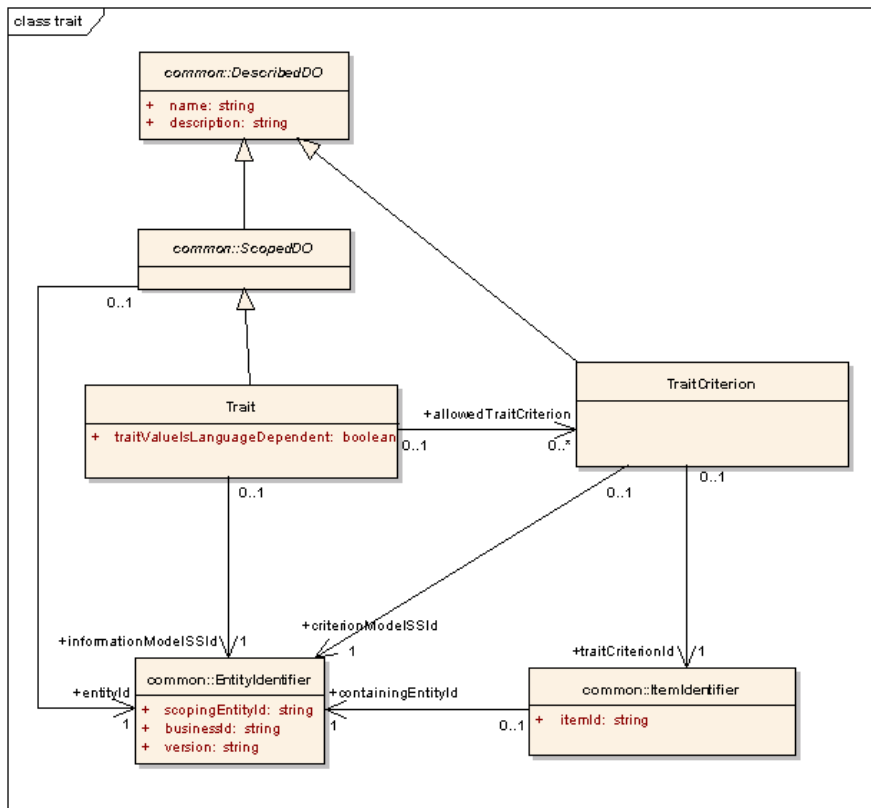 class trait
common::DescribedDO
+ name: string
+ description: string
common::ScopedDO
0..1
TraitCriterion
Trait
+ traitValueIsLanguageDependent: boolean
+allowedTraitCriterion
0..1
0..*
0..1
0..1
0..1
+informationModelSSId
1
+criterionModelSSId
1
+traitCriterionId
1
common::EntityIdentifier
+ scopingEntityId: string
+ businessId: string
+ version: string
+entityId
1
+containingEntityId
1
0..1
common::ItemIdentifier
+ itemId: string